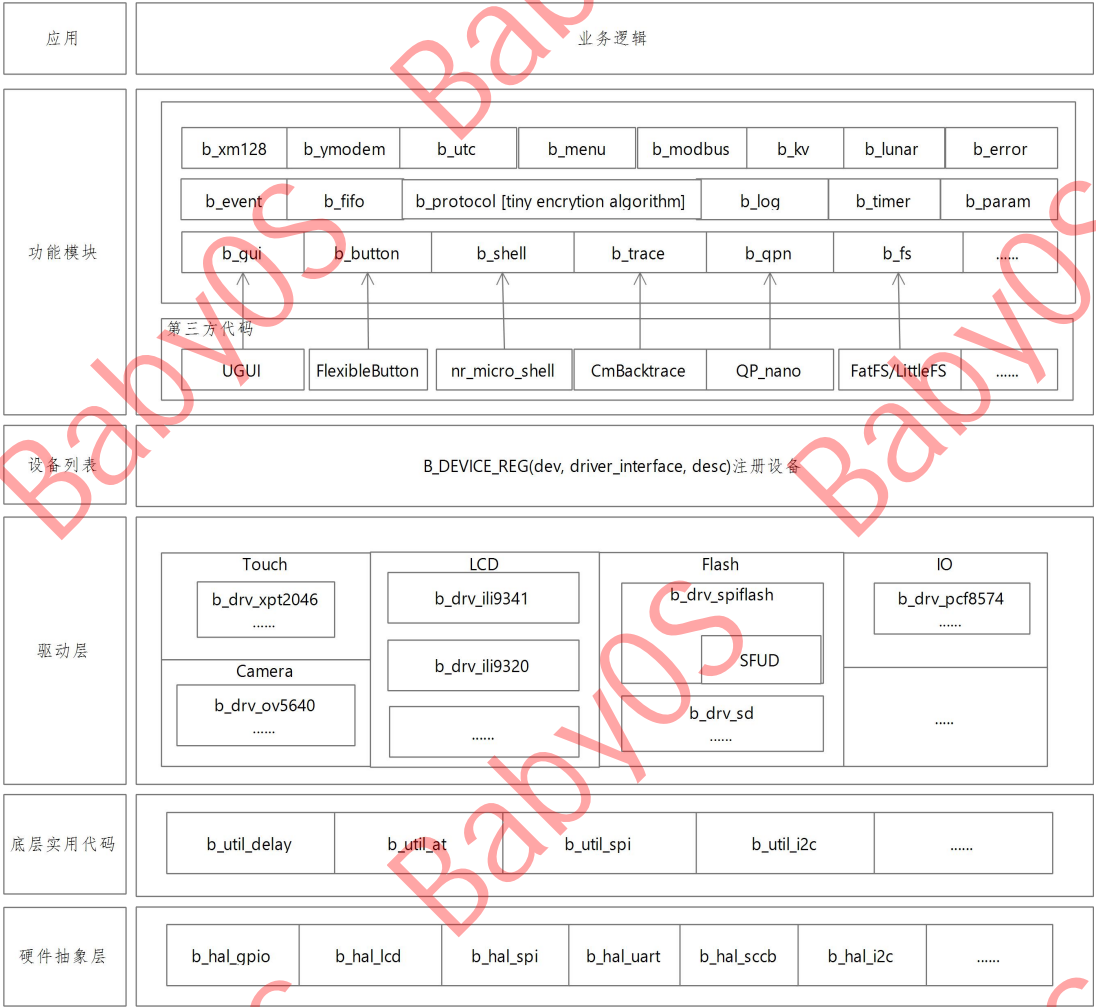 应用
业务逻辑
功能模块
b_xm128 b_ymodem b_utc b_menu b_modbus b_kv b_lunar b_error
b_event b_fifo b_protocol [tiny encrytion algorithm] b_log b_timer b_param
b_gui b_button b_shell b_trace b_qpn b_fs ......
第三方代码
UGUI FlexibleButton nr_micro_shell CmBacktrace QP_nano FatFS/LittleFS ......
设备列表
B_DEVICE_REG(dev, driver_interface, desc)注册设备
驱动层
Touch
b_drv_xpt2046
......
Camera
b_drv_ov5640
......
LCD
b_drv_ili9341
b_drv_ili9320
......
Flash
b_drv_spiflash
SFUD
b_drv_sd
......
IO
b_drv_pcf8574
......
.....
底层实用代码
b_util_delay b_util_at b_util_spi b_util_i2c ......
硬件抽象层
b_hal_gpio b_hal_lcd b_hal_spi b_hal_uart b_hal_sccb b_hal_i2c ......
BabyOS
BabyOS
BabyOS
BabyOS